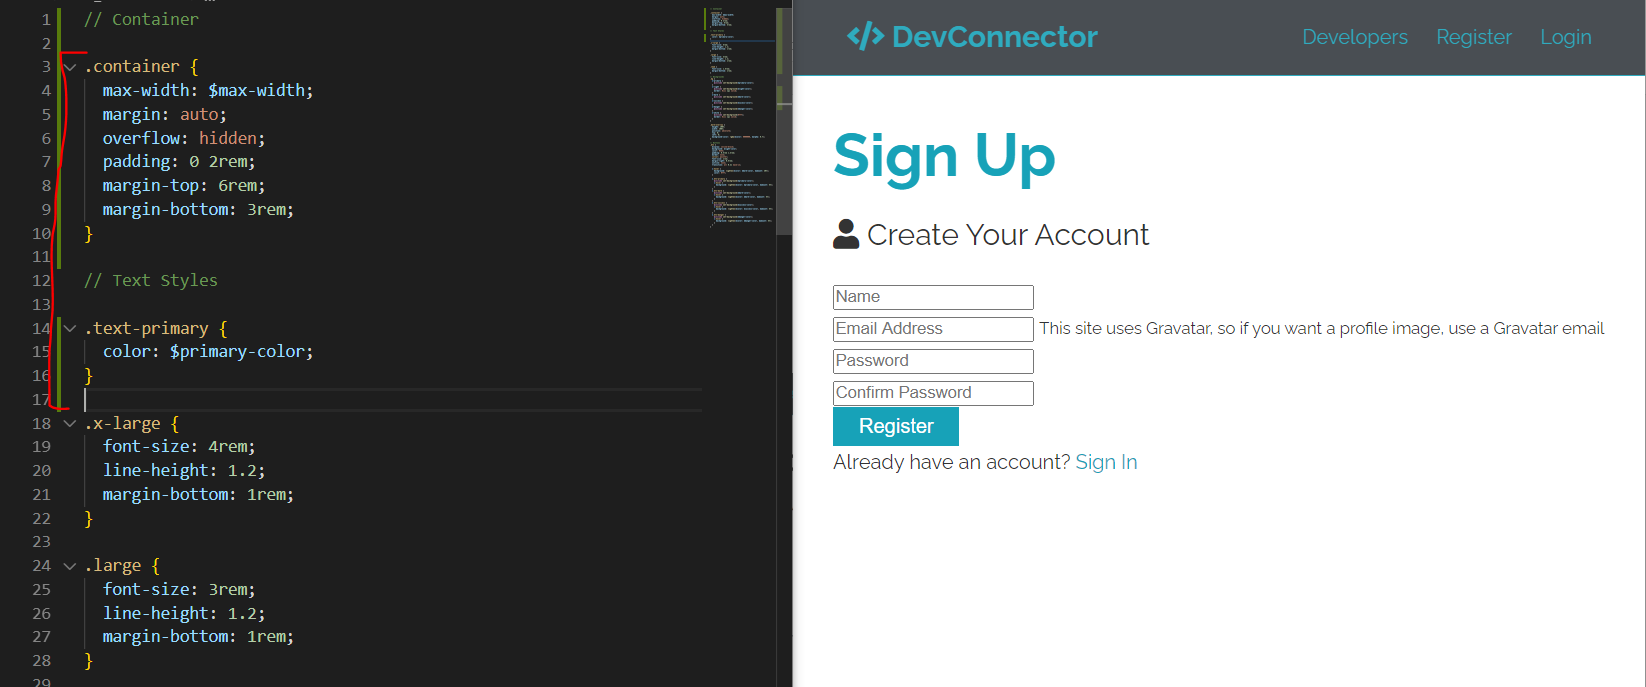 1 // Container
2
3 .container {
4 max-width: $max-width;
5 margin: auto;
6 overflow: hidden;
7 padding: 0 2rem;
8 margin-top: 6rem;
9 margin-bottom: 3rem;
10 }
11
12 // Text Styles
13
14 .text-primary {
15 color: $primary-color;
16 }
17
18 .x-large {
19 font-size: 4rem;
20 line-height: 1.2;
21 margin-bottom: 1rem;
22 }
23
24 .large {
25 font-size: 3rem;
26 line-height: 1.2;
27 margin-bottom: 1rem;
28 }
29
</> DevConnector Developers Register Login
Sign Up
Create Your Account
Name
Email Address This site uses Gravatar, so if you want a profile image, use a Gravatar email
Password
Confirm Password
Register
Already have an account? Sign In